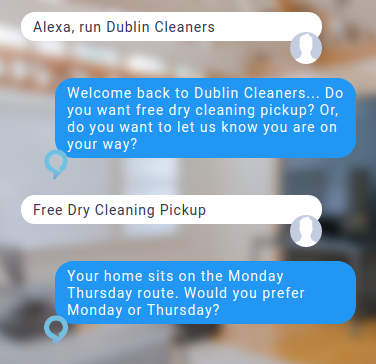 Alexa, run Dublin Cleaners
Welcome back to Dublin Cleaners... Do
you want free dry cleaning pickup? Or,
do you want to let us know you are on
your way?
Free Dry Cleaning Pickup
Your home sits on the Monday
Thursday route. Would you prefer
Monday or Thursday?